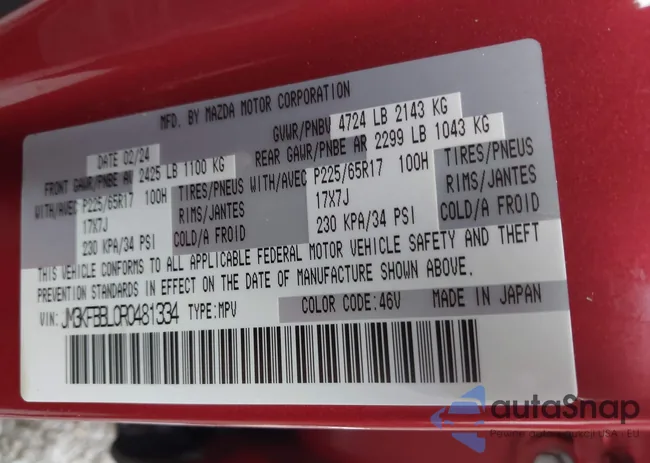 MFD. BY MAZDA MOTOR CORPORATION
DATE 02/24 GVWR/PNBV 4724 LB 2143 KG
FRONT GAWR/PNBE AV 2425 LB 1100 KG REAR GAWR/PNBE AR 2299 LB 1043 KG
WITH/AVEC P225/65R17 100H TIRES/PNEUS WITH/AVEC P225/65R17 100H TIRES/PNEUS
17X7J RIMS/JANTES 17X7J RIMS/JANTES
230 KPA/34 PSI COLD/A FROID 230 KPA/34 PSI COLD/A FROID
THIS VEHICLE CONFORMS TO ALL APPLICABLE FEDERAL MOTOR VEHICLE SAFETY AND THEFT
PREVENTION STANDARDS IN EFFECT ON THE DATE OF MANUFACTURE SHOWN ABOVE.
VIN: JM3KFBBL0R0481334 TYPE:MPV COLOR CODE:46V MADE IN JAPAN
autoSnap
USA - EU